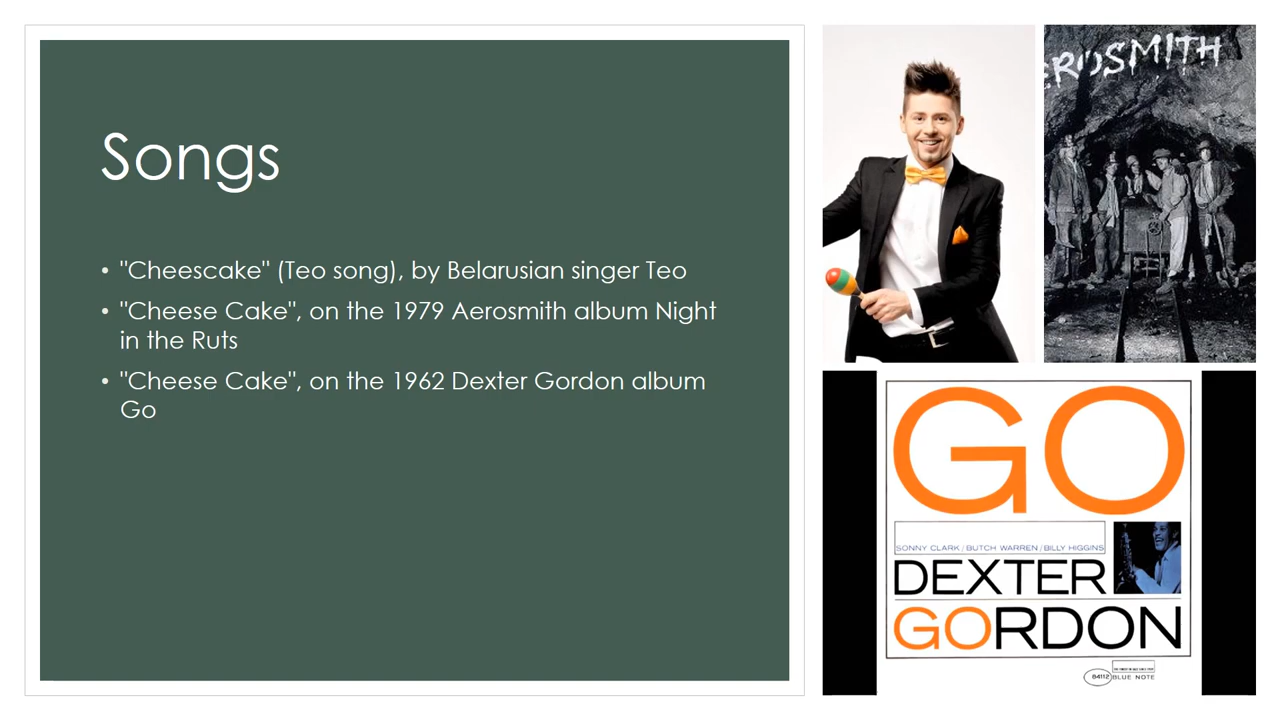 Songs
• "Cheescake" (Teo song), by Belarusian singer Teo
• "Cheese Cake", on the 1979 Aerosmith album Night
in the Ruts
• "Cheese Cake", on the 1962 Dexter Gordon album
Go
ROSMITH
GO
SONNY CLARK / BUTCH WARREN / BILLY HIGGINS
DEXTER
GORDON
84112 BLUE NOTE